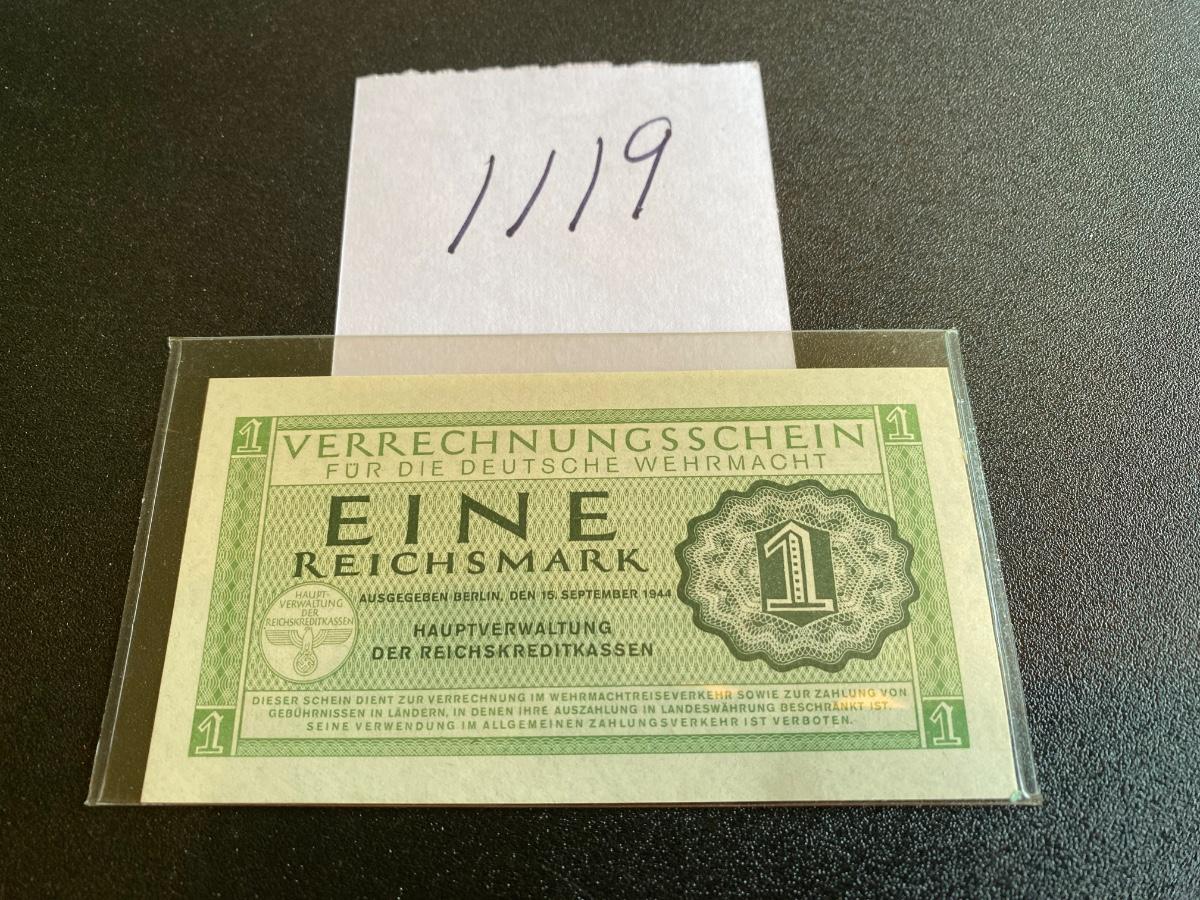 1119
1 VERRECHNUNGSSCHEIN 1
FÜR DIE DEUTSCHE WEHRMACHT
EINE
REICHSMARK
1
HAUPT-
VERWALTUNG
DER
REICHSKREDITKASSEN
AUSGEGEBEN BERLIN, DEN 15. SEPTEMBER 1944
HAUPTVERWALTUNG
DER REICHSKREDITKASSEN
DIESER SCHEIN DIENT ZUR VERRECHNUNG IM WEHRMACHTREISEVERKEHR SOWIE ZUR ZAHLUNG VON
GEBÜHRNISSEN IN LÄNDERN, IN DENEN IHRE AUSZAHLUNG IN LANDESWÄHRUNG BESCHRÄNKT IST.
SEINE VERWENDUNG IM ALLGEMEINEN ZAHLUNGSVERKEHR IST VERBOTEN.
1 1